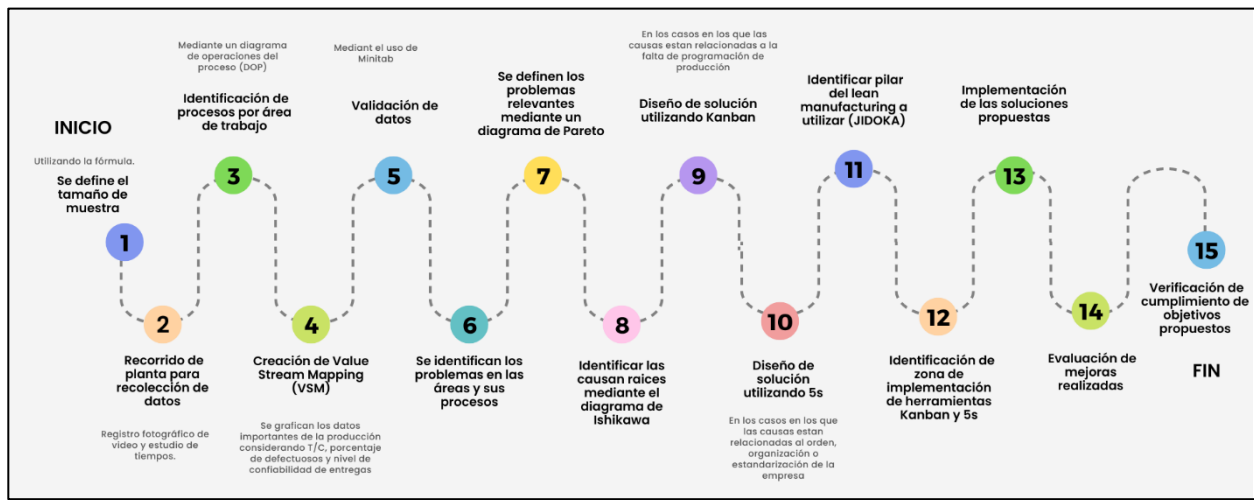 INICIO
Utilizando la fórmula.
Se define el
tamaño de
muestra
1
2
Recorrido de
planta para
recolección de
datos
Registro fotográfico de
video y estudio de
tiempos.
Mediante un diagrama
de operaciones del
proceso (DOP)
Identificación de
procesos por área
de trabajo
3
4
Creación de Value
Stream Mapping
(VSM)
Se grafican los datos
importantes de la producción
considerando T/C, porcentaje
de defectuosos y nivel de
confiabilidad de entregas
Mediant el uso de
Minitab
Validación de
datos
5
6
Se identifican los
problemas en las
áreas y sus
procesos
Se definen los
problemas
relevantes
mediante un
diagrama de Pareto
7
8
Identificar las
causan raices
mediante el
diagrama de
Ishikawa
En los casos en los que las
causas estan relacionadas a la
falta de programación de
producción
Diseño de solución
utilizando Kanban
9
10
Diseño de
solución
utilizando 5s
En los casos en los que
las causas estan
relacionadas al orden,
organización o
estandarización de la
empresa
Identificar pilar
del lean
manufacturing a
utilizar (JIDOKA)
11
12
Identificación de
zona de
implementación
de herramientas
Kanban y 5s
Implementación
de las soluciones
propuestas
13
14
Evaluación de
mejoras
realizadas
15
Verificación de
cumplimiento de
objetivos
propuestos
FIN